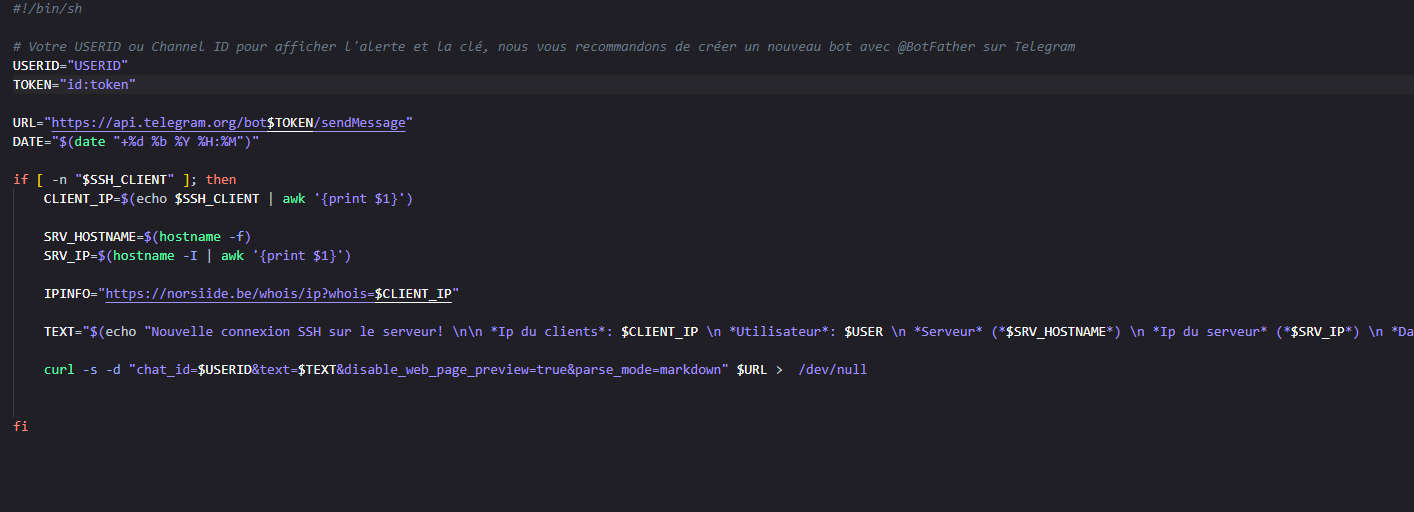 #!/bin/sh
# Votre USERID ou Channel ID pour afficher l'alerte et la clé, nous vous recommandons de créer un nouveau bot avec @BotFather sur Telegram
USERID="USERID"
TOKEN="id:token"
URL="https://api.telegram.org/bot$TOKEN/sendMessage"
DATE="$(date "+%d %b %Y %H:%M")"
if [ -n "$SSH_CLIENT" ]; then
CLIENT_IP=$(echo $SSH_CLIENT | awk '{print $1}')
SRV_HOSTNAME=$(hostname -f)
SRV_IP=$(hostname -I | awk '{print $1}')
IPINFO="https://norsiide.be/whois/ip?whois=$CLIENT_IP"
TEXT="$(echo "Nouvelle connexion SSH sur le serveur! \n\n *Ip du clients*: $CLIENT_IP \n *Utilisateur*: $USER \n *Serveur* (*$SRV_HOSTNAME*) \n *Ip du serveur* (*$SRV_IP*) \n *Da
curl -s -d "chat_id=$USERID&text=$TEXT&disable_web_page_preview=true&parse_mode=markdown" $URL >  /dev/null
fi